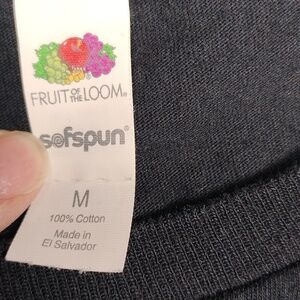 FRUIT OF THE LOOM®
sofspun®
M
100% Cotton
Made in
El Salvador